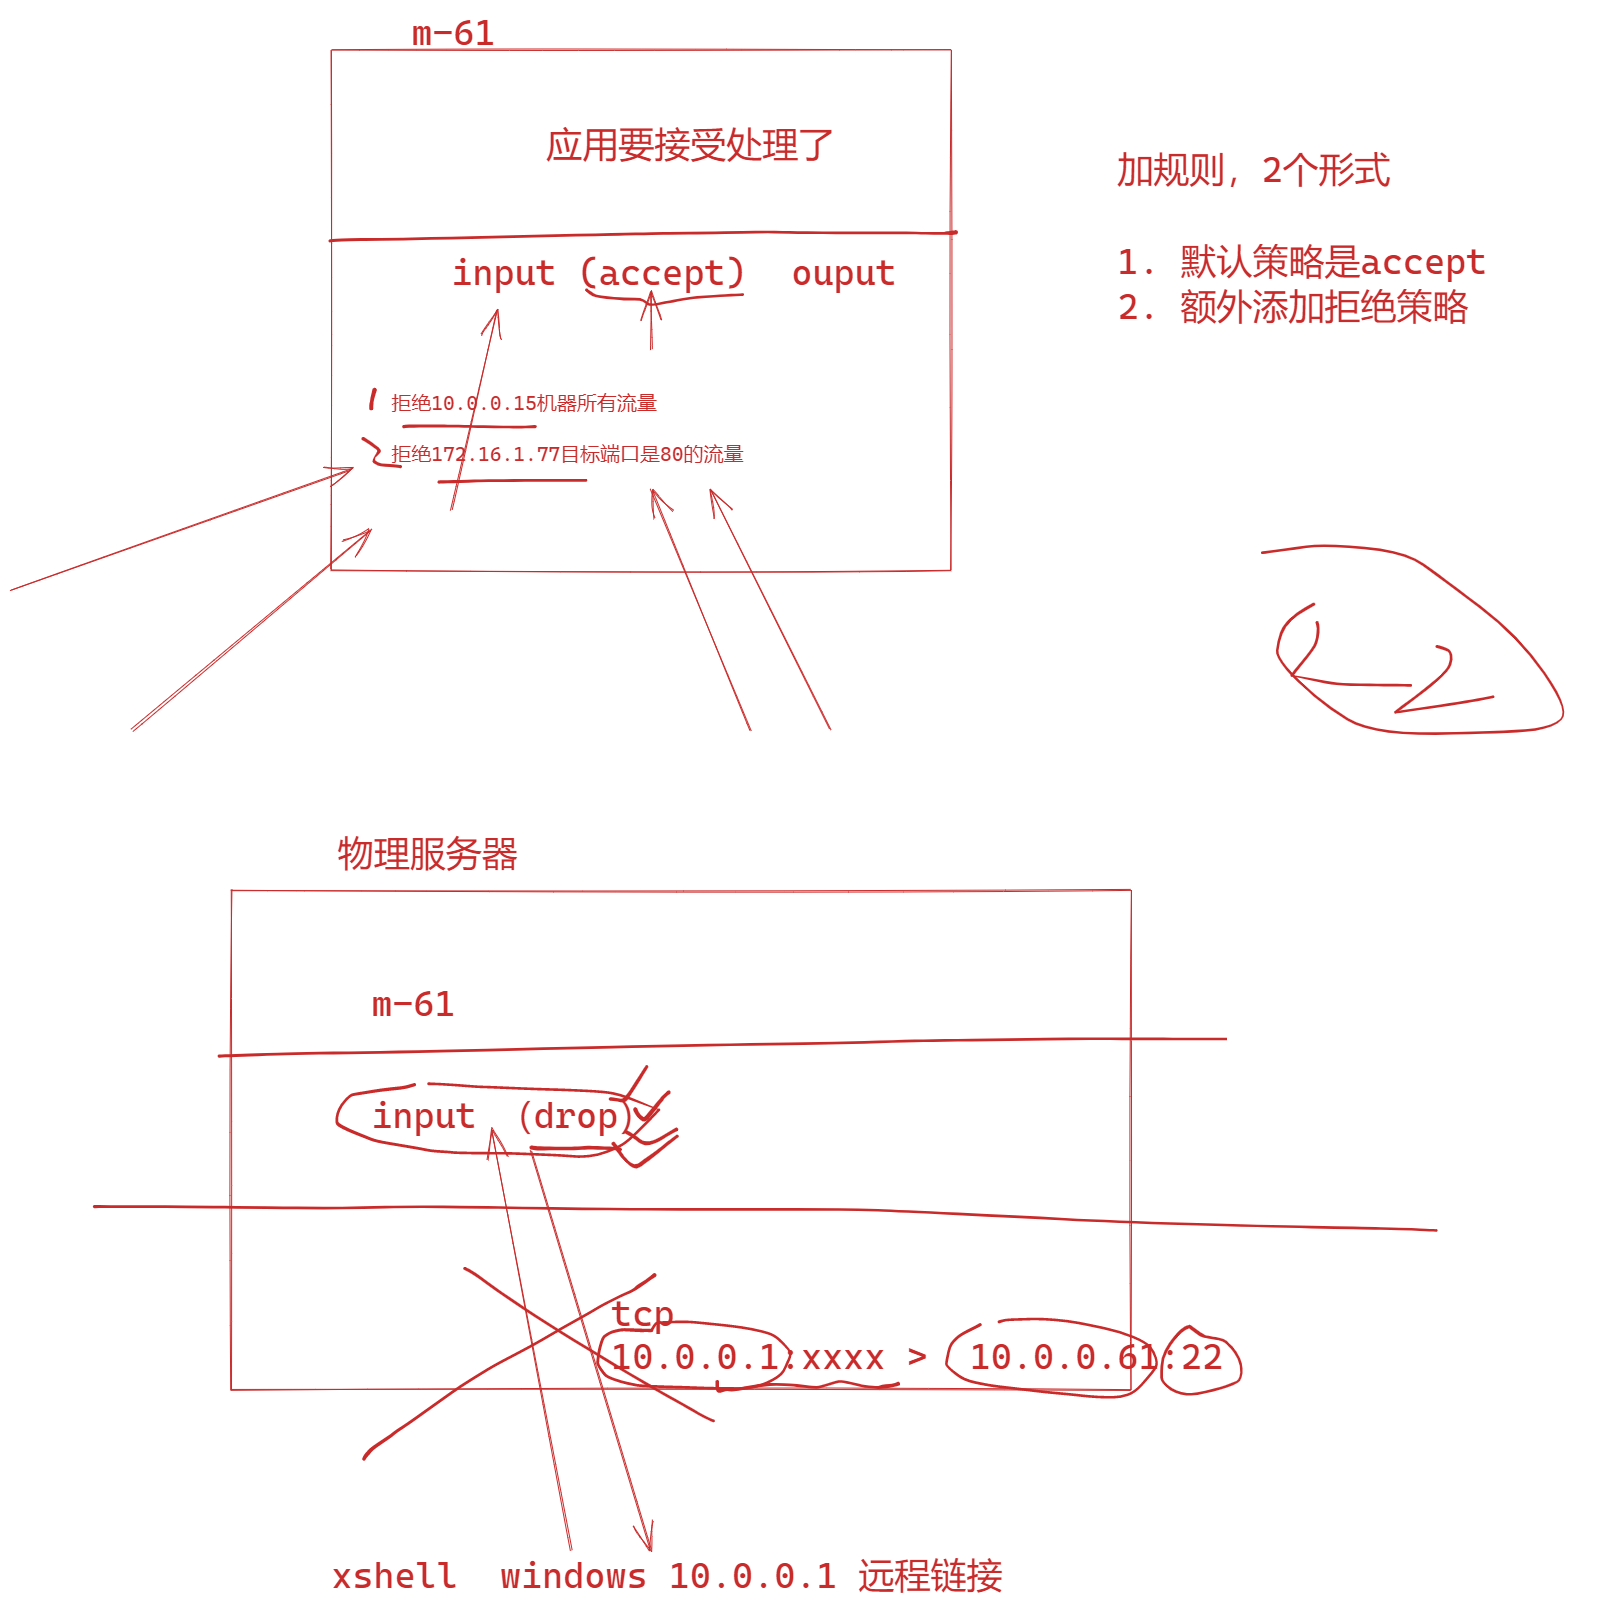 m-61
应用要接受处理了
加规则，2个形式
input (accept) ouput
1. 默认策略是accept
2. 额外添加拒绝策略
1 拒绝10.0.0.15机器所有流量
2 拒绝172.16.1.77目标端口是80的流量
物理服务器
m-61
input （drop）
tcp
10.0.0.1:xxxx > 10.0.0.61:22
xshell windows 10.0.0.1 远程链接